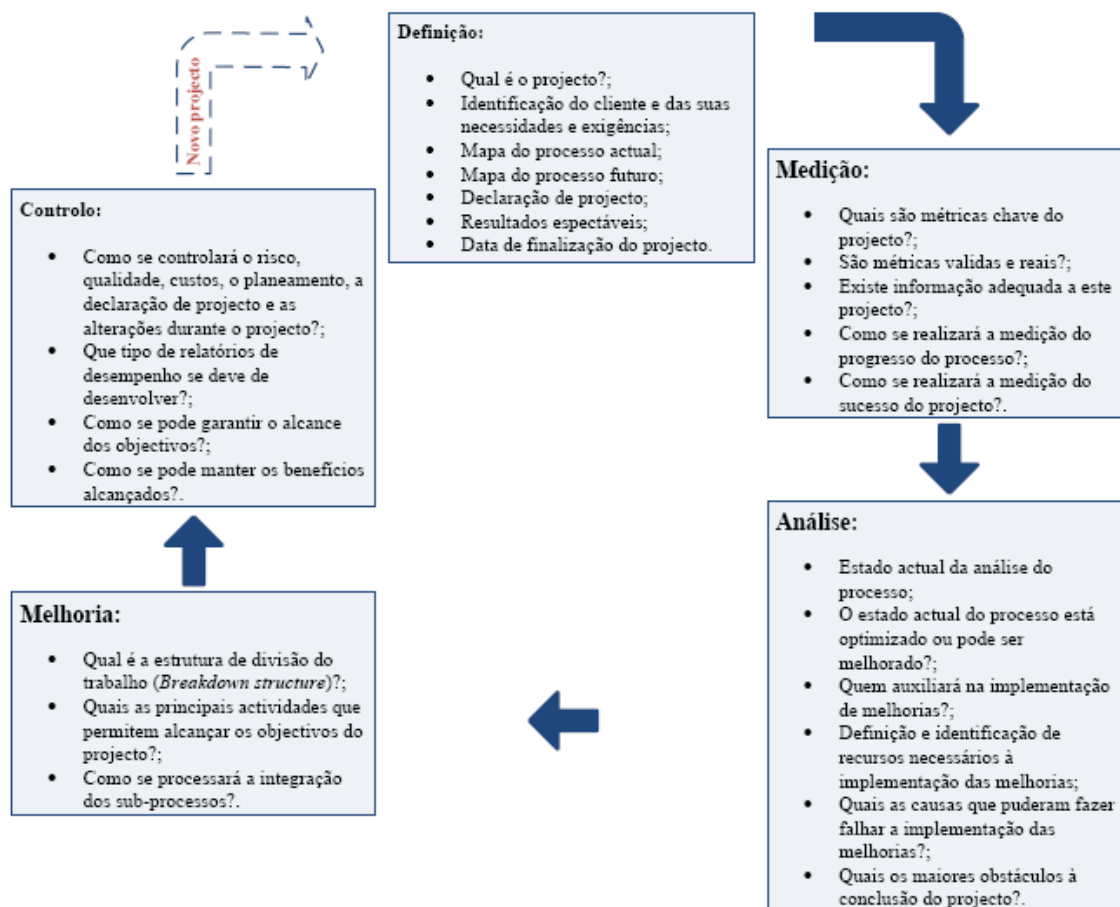 Novo projecto
Definição:
• Qual é o projecto?;
• Identificação do cliente e das suas
necessidades e exigências;
• Mapa do processo actual;
• Mapa do processo futuro;
• Declaração de projecto;
• Resultados espectáveis;
• Data de finalização do projecto.
Medição:
• Quais são métricas chave do
projecto?;
• São métricas validas e reais?;
• Existe informação adequada a este
projecto?;
• Como se realizará a medição do
progresso do processo?;
• Como se realizará a medição do
sucesso do projecto?.
Análise:
• Estado actual da análise do
processo;
• O estado actual do processo está
optimizado ou pode ser
melhorado?;
• Quem auxiliará na implementação
de melhorias?;
• Definição e identificação de
recursos necessários à
implementação das melhorias;
• Quais as causas que puderam fazer
falhar a implementação das
melhorias?;
• Quais os maiores obstáculos à
conclusão do projecto?.
Melhoria:
• Qual é a estrutura de divisão do
trabalho (Breakdown structure)?;
• Quais as principais actividades que
permitem alcançar os objectivos do
projecto?;
• Como se processará a integração
dos sub-processos?.
Controlo:
• Como se controlará o risco,
qualidade, custos, o planeamento, a
declaração de projecto e as
alterações durante o projecto?;
• Que tipo de relatórios de
desempenho se deve de
desenvolver?;
• Como se pode garantir o alcance
dos objectivos?;
• Como se pode manter os benefícios
alcançados?.